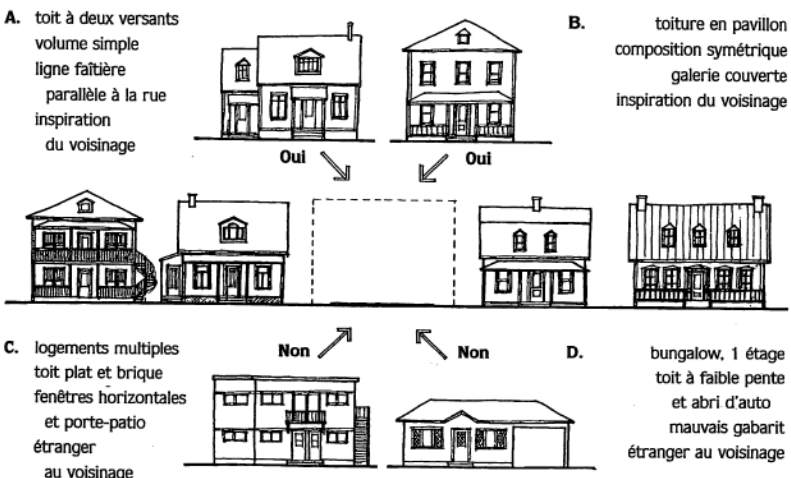 A. toit à deux versants
volume simple
ligne faîtière
parallèle à la rue
inspiration
du voisinage
B. toiture en pavillon
composition symétrique
galerie couverte
inspiration du voisinage
Oui
Oui
C. logements multiples
toit plat et brique
fenêtres horizontales
et porte-patio
étranger
au voisinage
Non
Non
D. bungalow, 1 étage
toit à faible pente
et abri d'auto
mauvais gabarit
étranger au voisinage